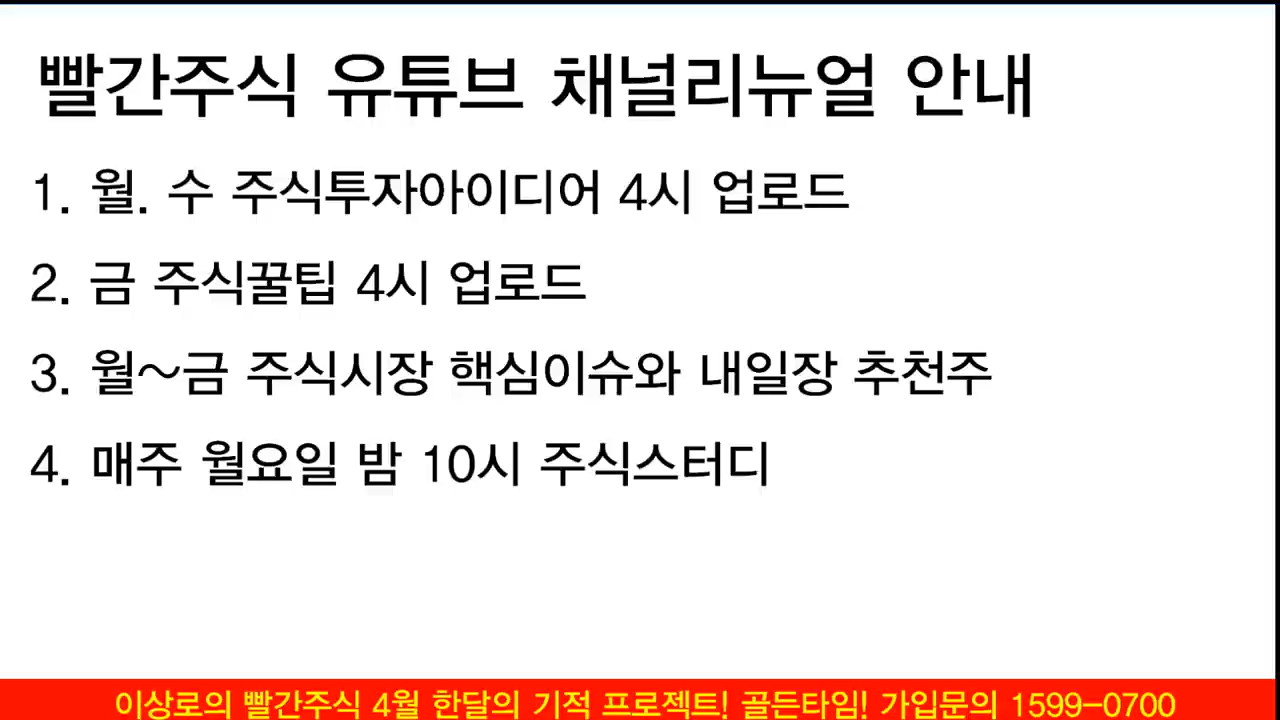 빨간주식 유튜브 채널리뉴얼 안내
1. 월. 수 주식투자아이디어 4시 업로드
2. 금 주식꿀팁 4시 업로드
3. 월~금 주식시장 핵심이슈와 내일장 추천주
4. 매주 월요일 밤 10시 주식스터디
이상로의 빨간주식 4월 한달의 기적 프로젝트! 골든타임! 가입문의 1599-0700